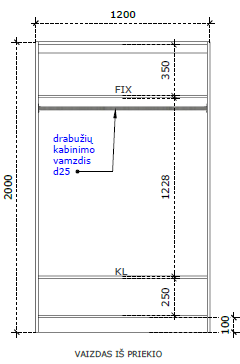 1200
350
FIX
drabužių
kabinimo
vamzdis
d25
2000
1228
KL
250
100
VAIZDAS IŠ PRIEKIO